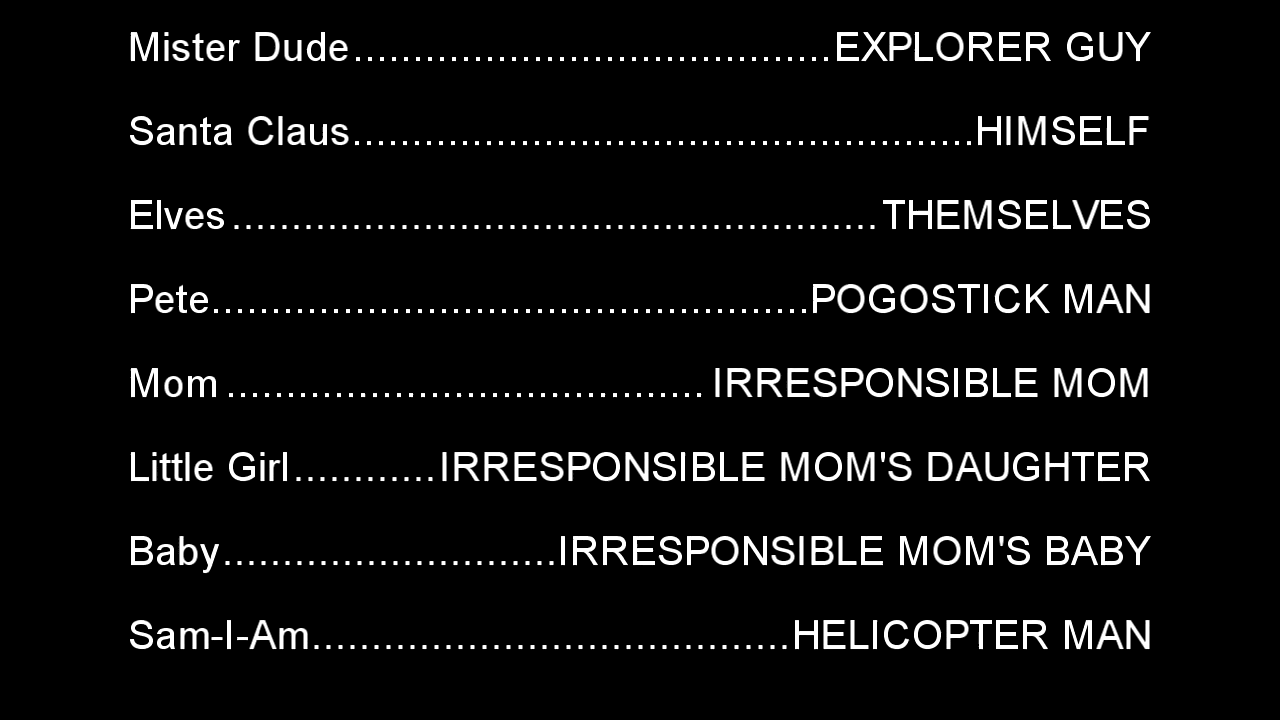 Mister Dude........................................EXPLORER GUY
Santa Claus....................................................HIMSELF
Elves......................................................THEMSELVES
Pete..................................................POGOSTICK MAN
Mom........................................IRRESPONSIBLE MOM
Little Girl............IRRESPONSIBLE MOM'S DAUGHTER
Baby............................IRRESPONSIBLE MOM'S BABY
Sam-I-Am........................................HELICOPTER MAN